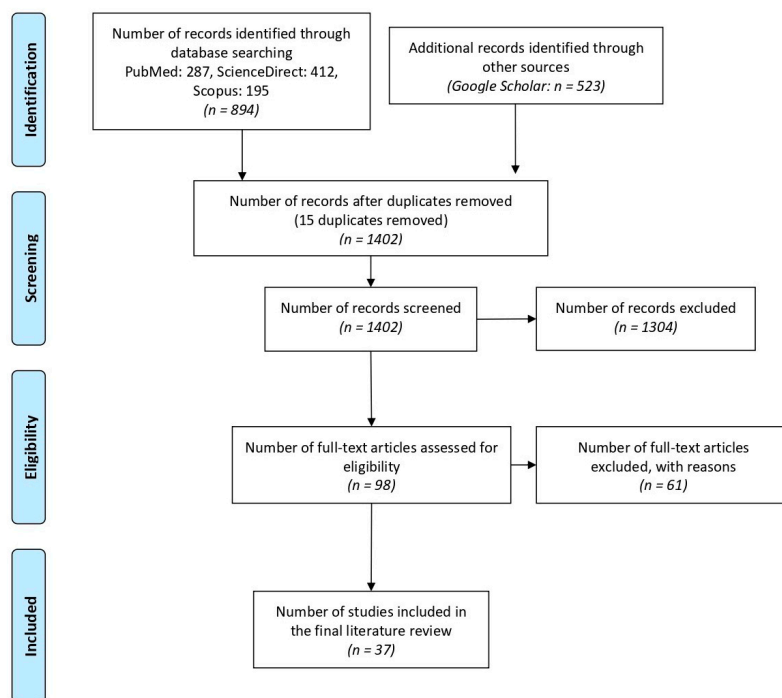 Identification
Number of records identified through
database searching
PubMed: 287, ScienceDirect: 412,
Scopus: 195
(n = 894)
Additional records identified through
other sources
(Google Scholar: n = 523)
Screening
Number of records after duplicates removed
(15 duplicates removed)
(n = 1402)
Number of records screened
(n = 1402)
Number of records excluded
(n = 1304)
Eligibility
Number of full-text articles assessed for
eligibility
(n = 98)
Number of full-text articles
excluded, with reasons
(n = 61)
Included
Number of studies included in
the final literature review
(n = 37)